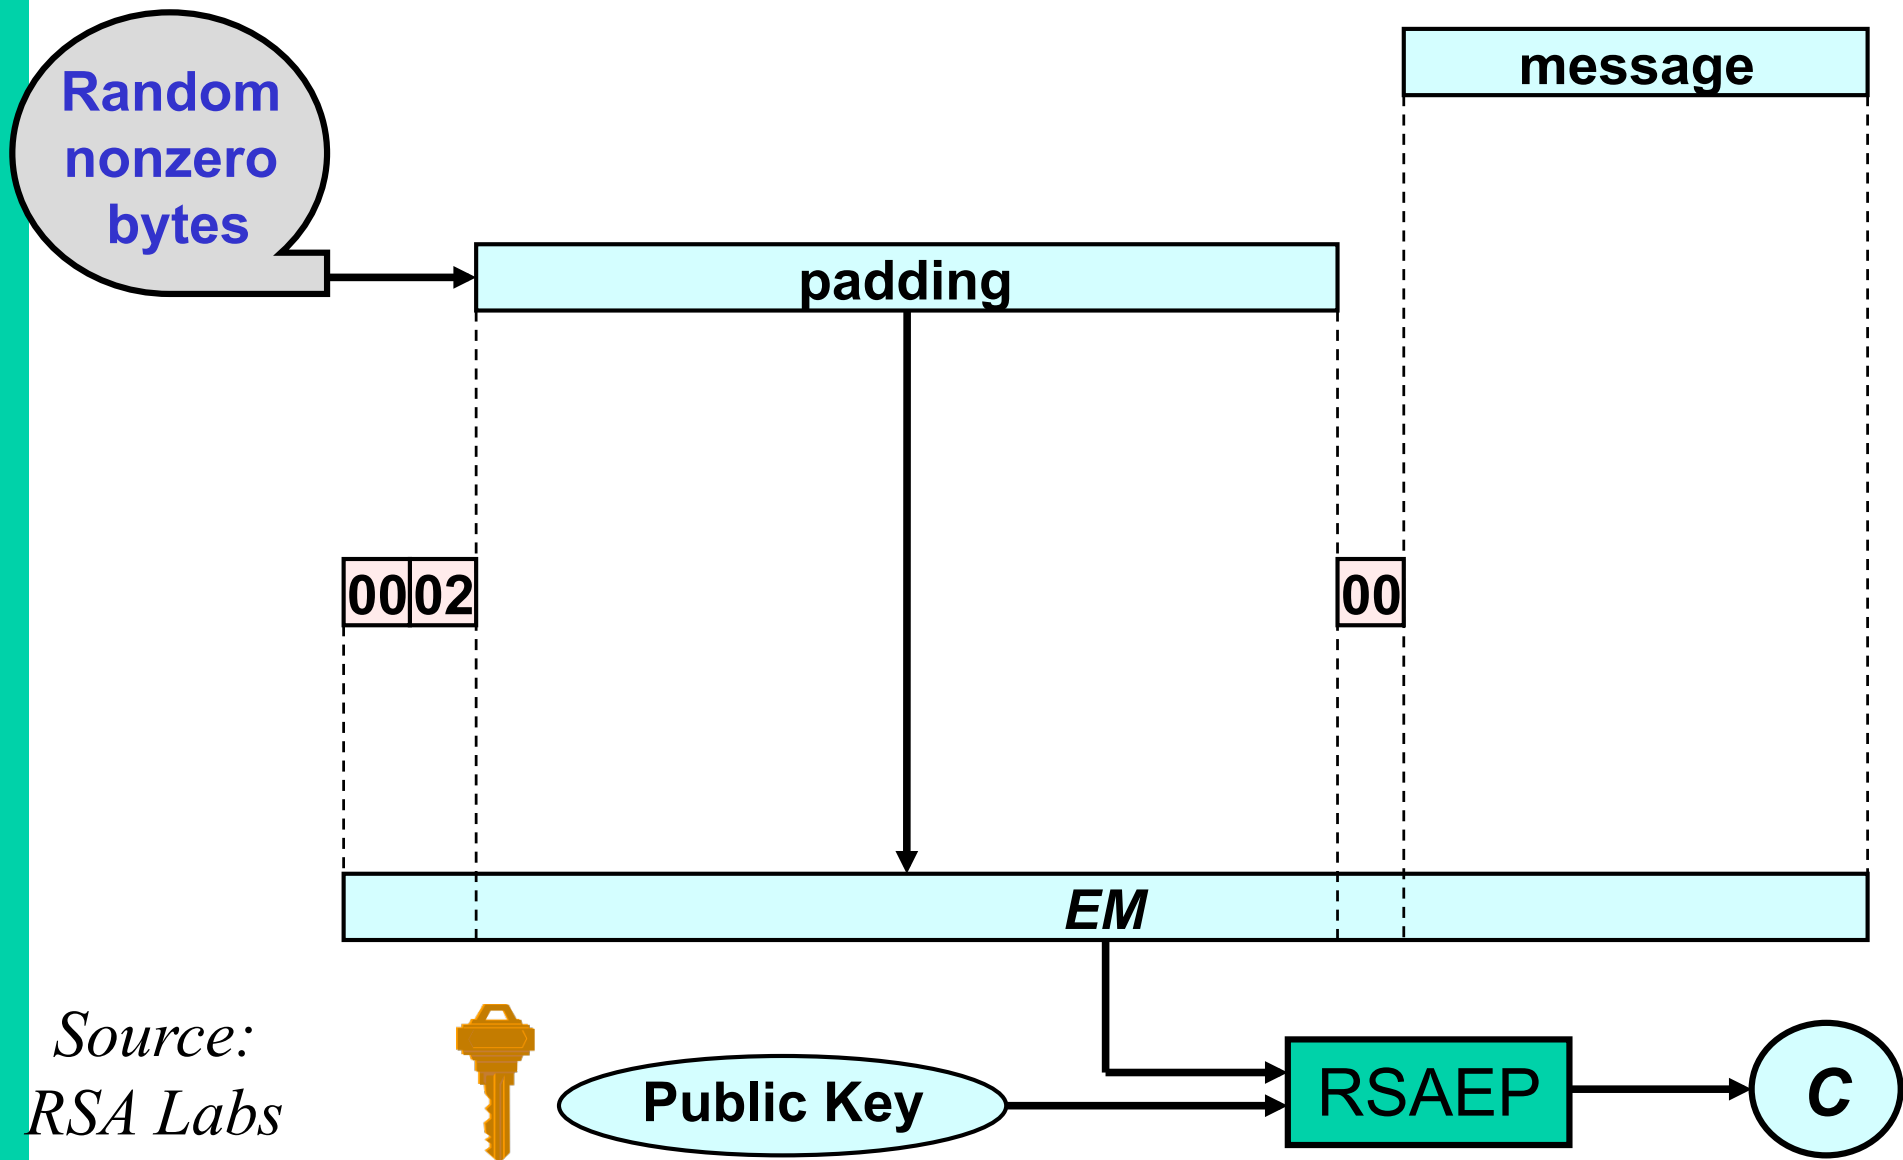 Random
nonzero
bytes
message
padding
00 02
00
EM
Source:
RSA Labs
Public Key
RSAEP
C